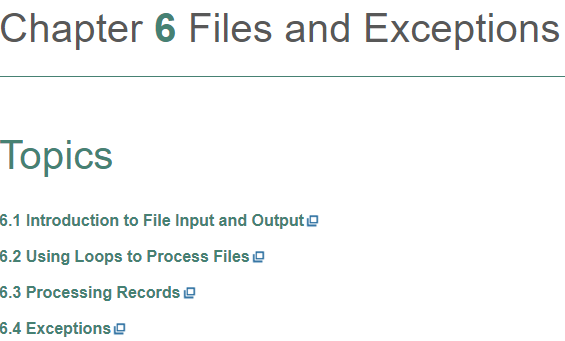 Chapter 6 Files and Exceptions
Topics
6.1 Introduction to File Input and Output
6.2 Using Loops to Process Files
6.3 Processing Records
6.4 Exceptions